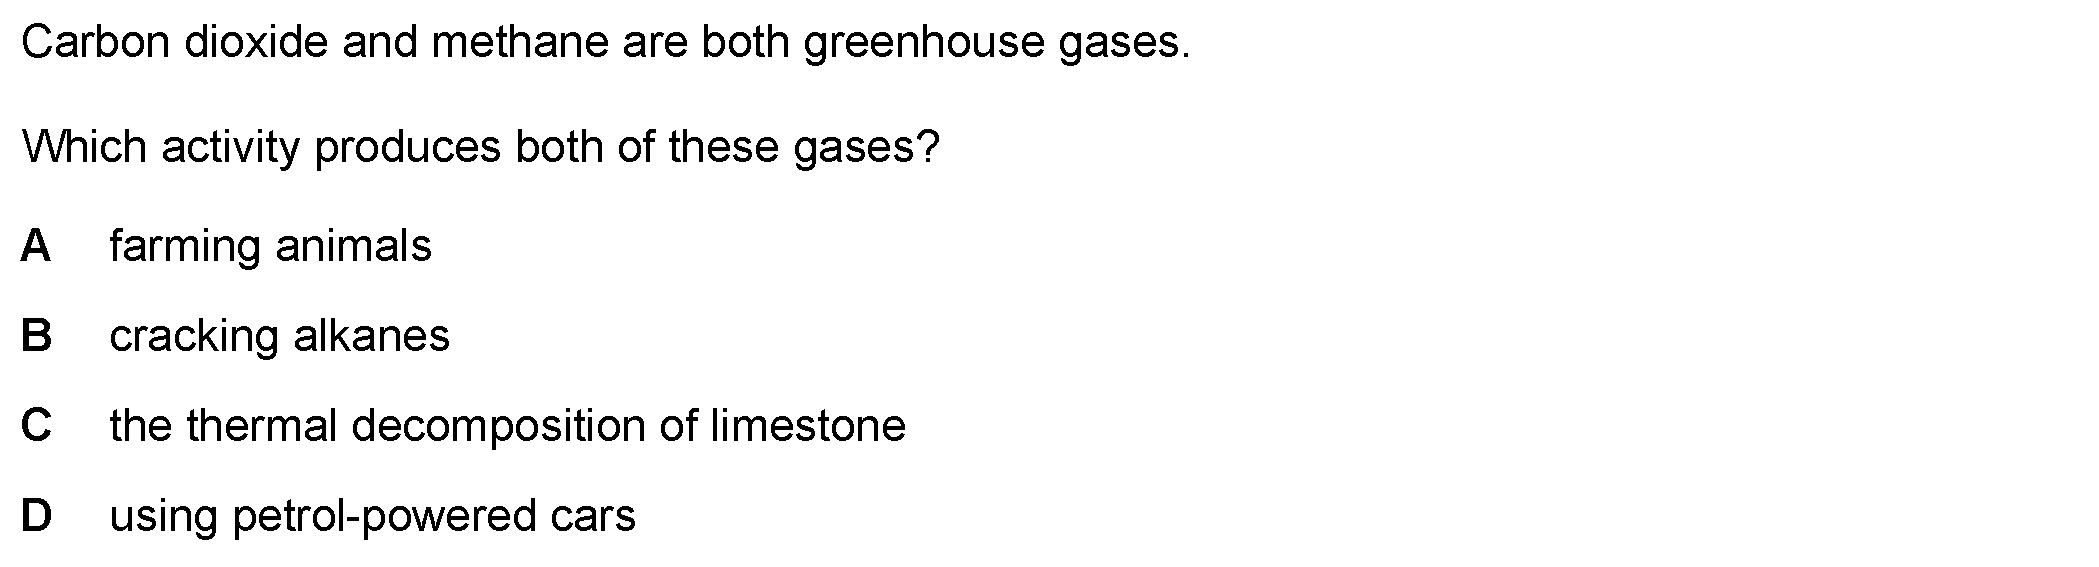 Carbon dioxide and methane are both greenhouse gases.
Which activity produces both of these gases?
A farming animals
B cracking alkanes
C the thermal decomposition of limestone
D using petrol-powered cars